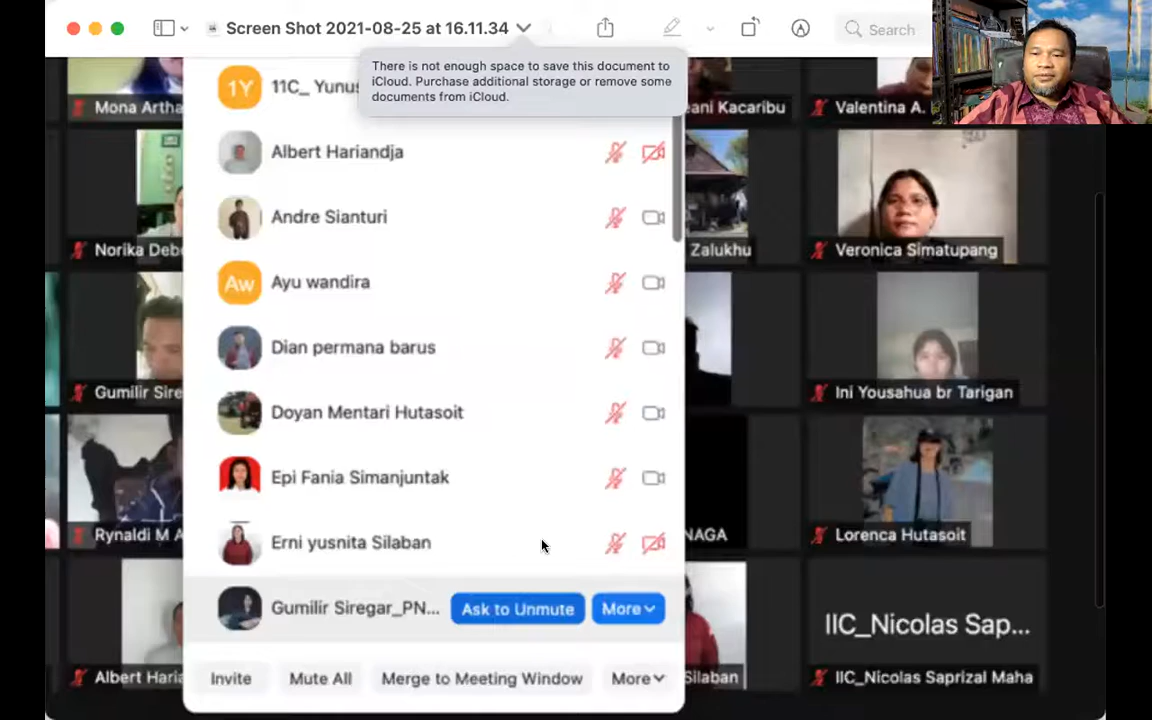 Screen Shot 2021-08-25 at 16.11.34
Search
There is not enough space to save this document to
iCloud. Purchase additional storage or remove some
documents from iCloud.
1Y
11C_ Yunus
Albert Hariandja
Andre Sianturi
Aw
Ayu wandira
Dian permana barus
Doyan Mentari Hutasoit
Epi Fania Simanjuntak
Erni yusnita Silaban
Gumilir Siregar_PN...
Ask to Unmute
More
Invite
Mute All
Merge to Meeting Window
More
Mona Artha
eani Kacaribu
Valentina A.
Norika Debo
Zalukhu
Veronica Simatupang
Gumilir Sire
Ini Yousahua br Tarigan
Rynaldi M A
NAGA
Lorenca Hutasoit
IIC_Nicolas Sap...
Albert Haria
Silaban
IIC_Nicolas Saprizal Maha